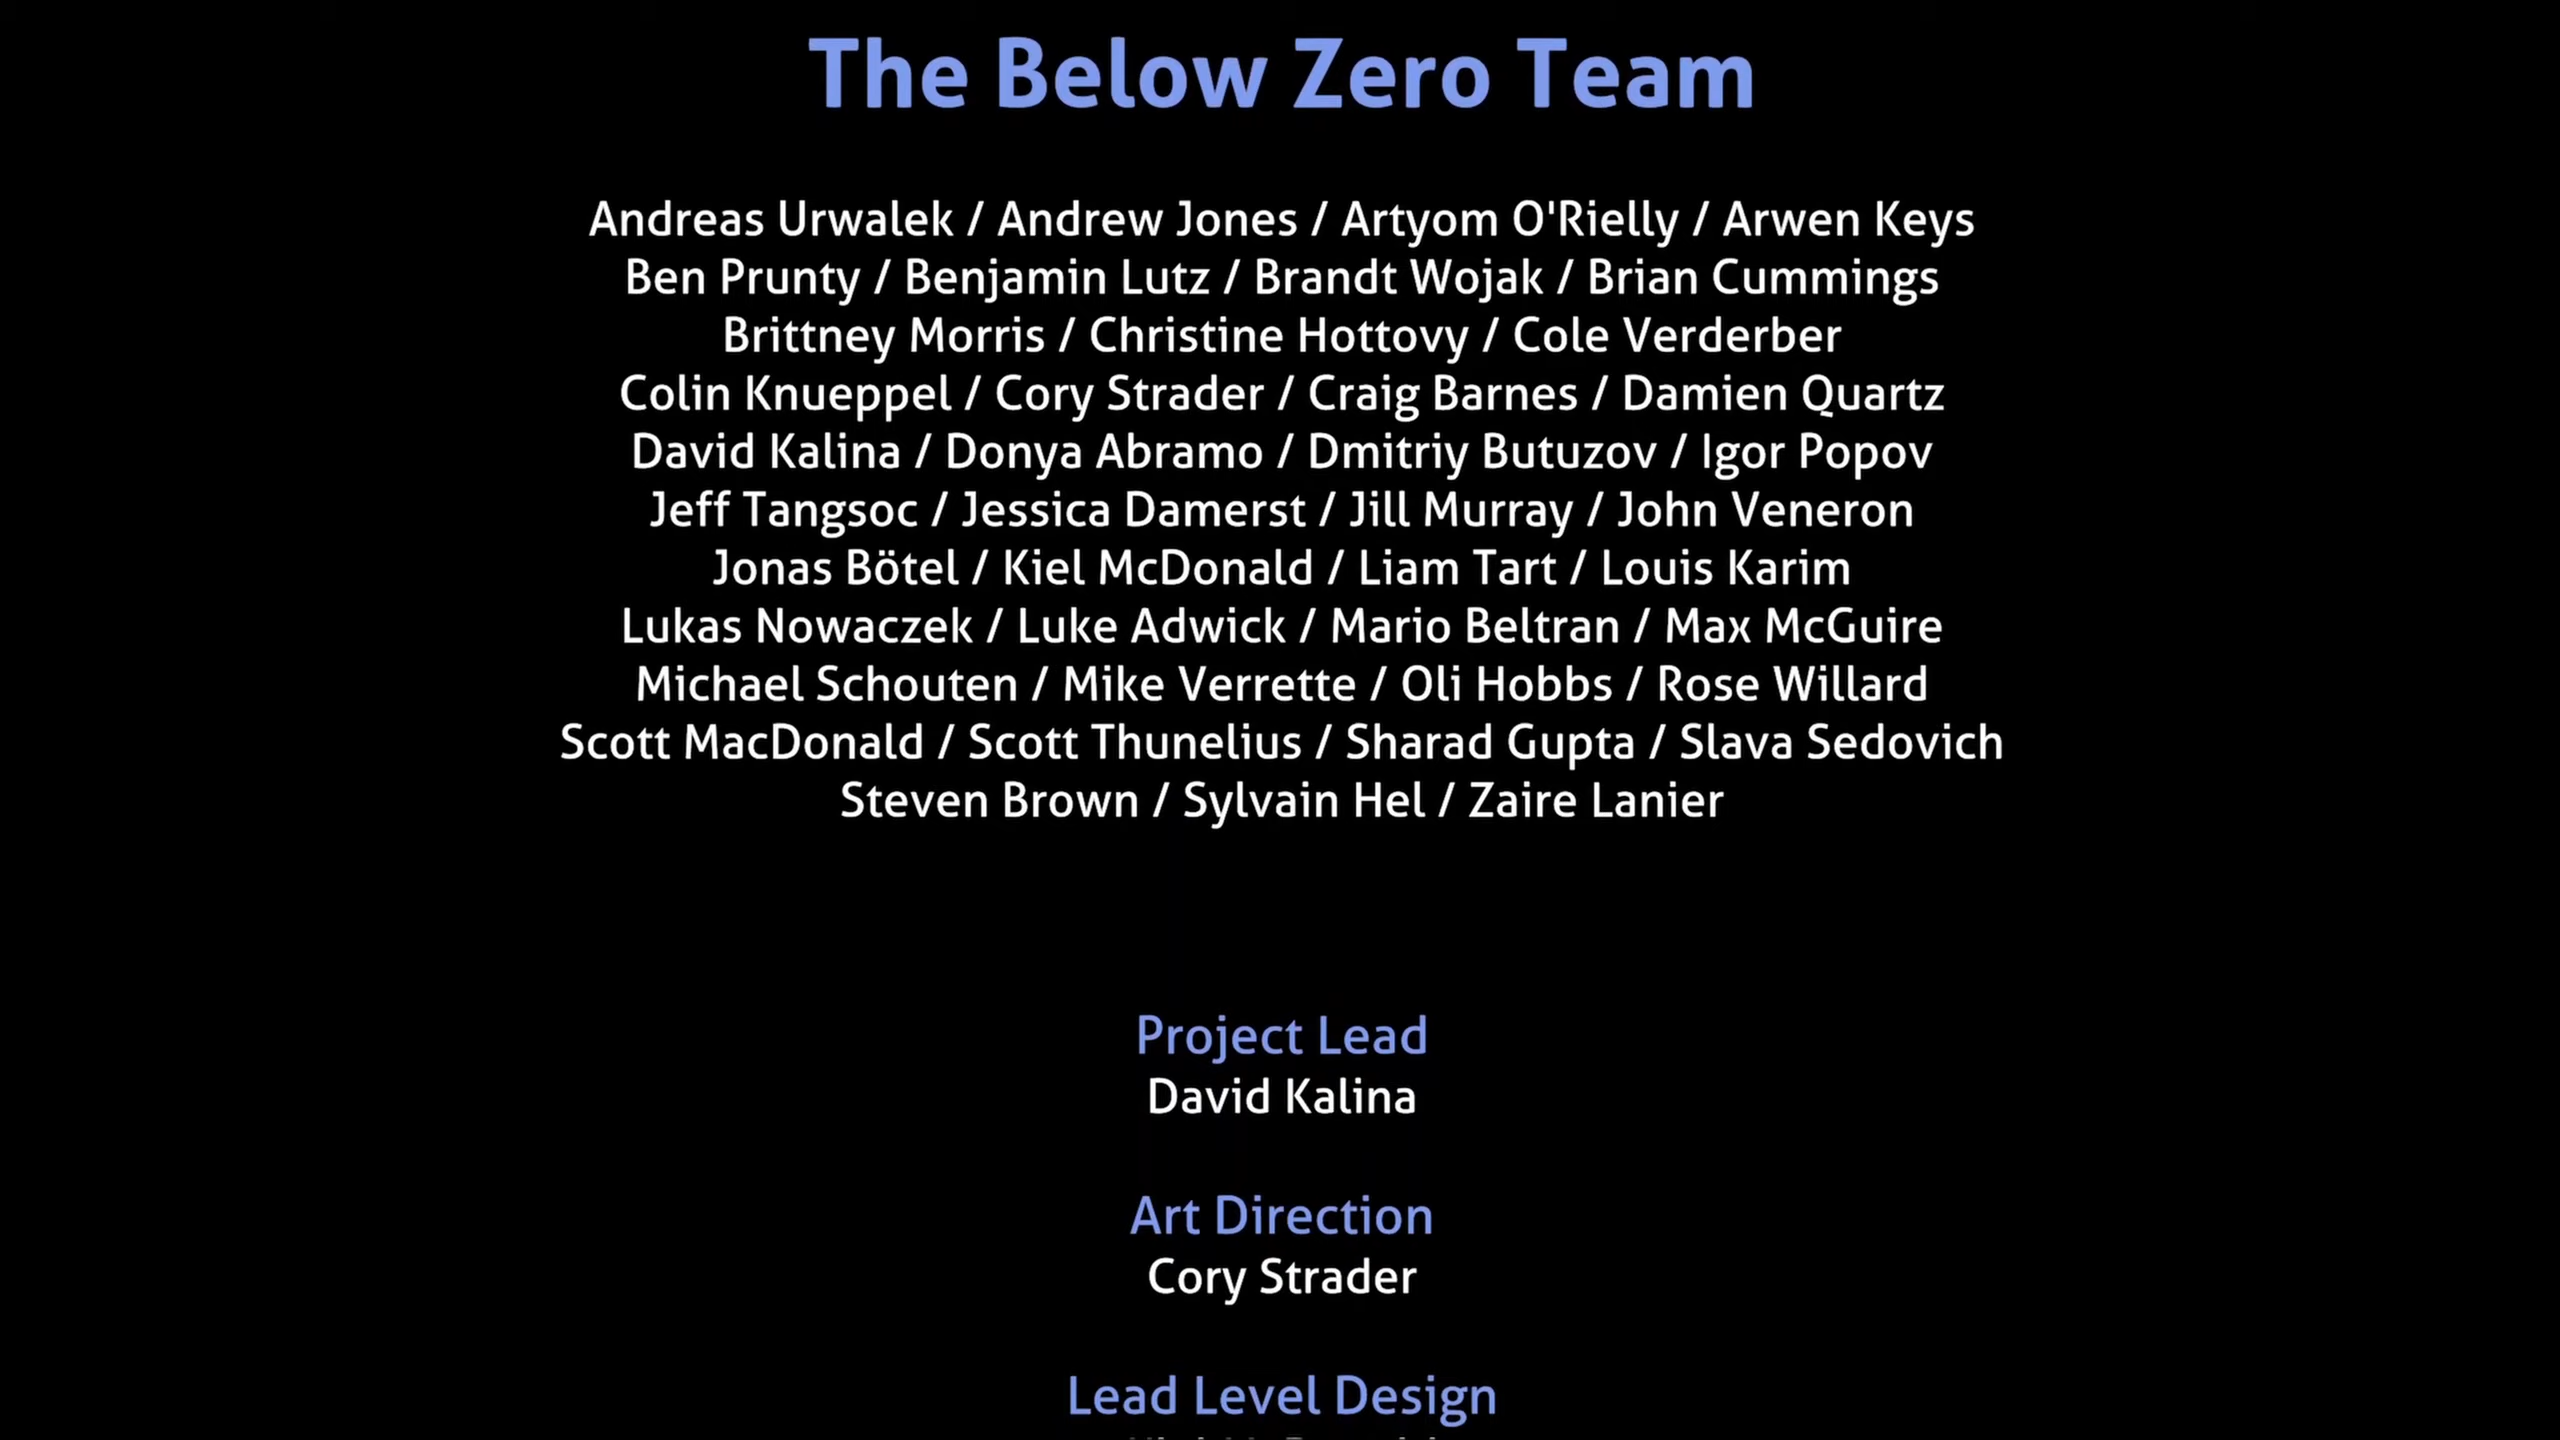 The Below Zero Team
Andreas Urwalek / Andrew Jones / Artyom O'Rielly / Arwen Keys
Ben Prunty / Benjamin Lutz / Brandt Wojak / Brian Cummings
Brittney Morris / Christine Hottovy / Cole Verderber
Colin Knueppel / Cory Strader / Craig Barnes / Damien Quartz
David Kalina / Donya Abramo / Dmitriy Butuzov / Igor Popov
Jeff Tangsoc / Jessica Damerst / Jill Murray / John Veneron
Jonas Bötel / Kiel McDonald / Liam Tart / Louis Karim
Lukas Nowaczek / Luke Adwick / Mario Beltran / Max McGuire
Michael Schouten / Mike Verrette / Oli Hobbs / Rose Willard
Scott MacDonald / Scott Thunelius / Sharad Gupta / Slava Sedovich
Steven Brown / Sylvain Hel / Zaire Lanier
Project Lead
David Kalina
Art Direction
Cory Strader
Lead Level Design